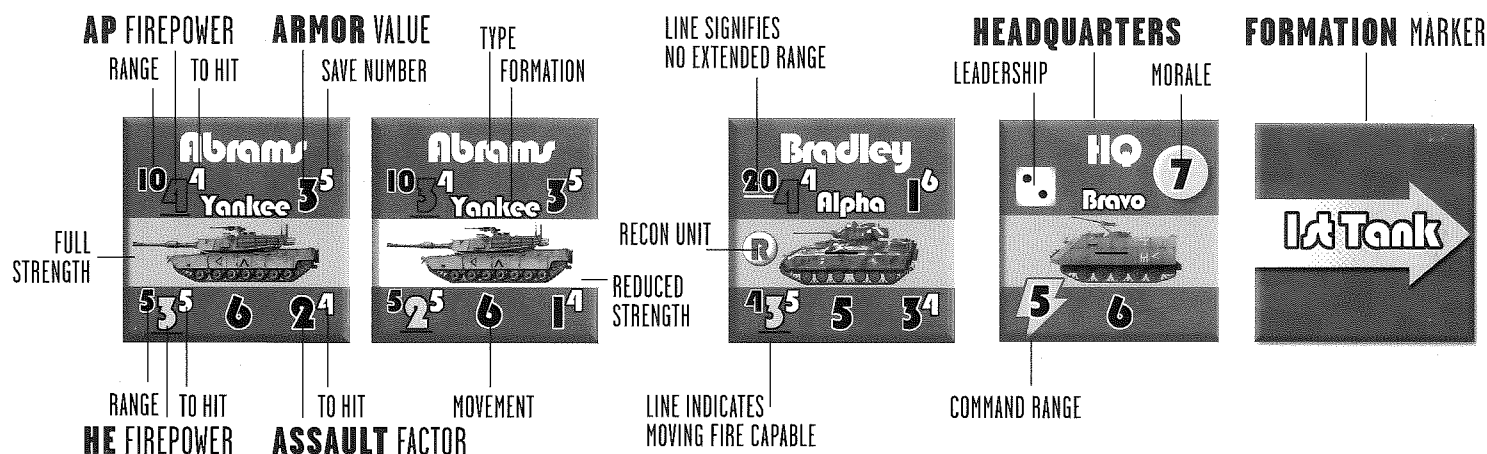 AP FIREPOWER
RANGE TO HIT
ARMOR VALUE
SAVE NUMBER
TYPE
FORMATION
LINE SIGNIFIES
NO EXTENDED RANGE
HEADQUARTERS
LEADERSHIP
MORALE
FORMATION MARKER
Abrams
10 4 4 3 5
Yankee
5 3 5 6 2 4
Abrams
10 3 4 3 5
Yankee
5 2 5 6 1 4
Bradley
20 4 4 1 6
Alpha
R
4 3 5 5 3 4
HQ
7
Bravo
5 6
1st Tank
FULL
STRENGTH
REDUCED
STRENGTH
RECON UNIT
RANGE TO HIT
HE FIREPOWER
TO HIT
ASSAULT FACTOR
MOVEMENT
LINE INDICATES
MOVING FIRE CAPABLE
COMMAND RANGE